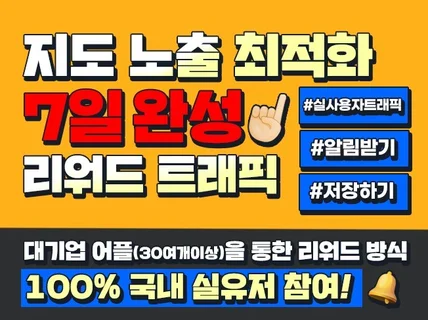 지도 노출 최적화
7일 완성
리워드 트래픽
#실사용자트래픽
#알림받기
#저장하기
대기업 어플(30여개이상)을 통한 리워드 방식
100% 국내 실유저 참여!